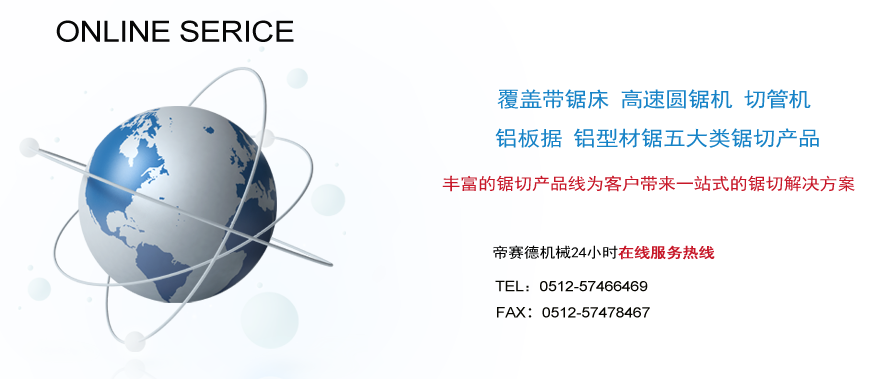 ONLINE SERICE
覆盖带锯床 高速圆锯机 切管机
铝板据 铝型材锯五大类锯切产品
丰富的锯切产品线为客户带来一站式的锯切解决方案
帝赛德机械24小时在线服务热线
TEL：0512-57466469
FAX：0512-57478467